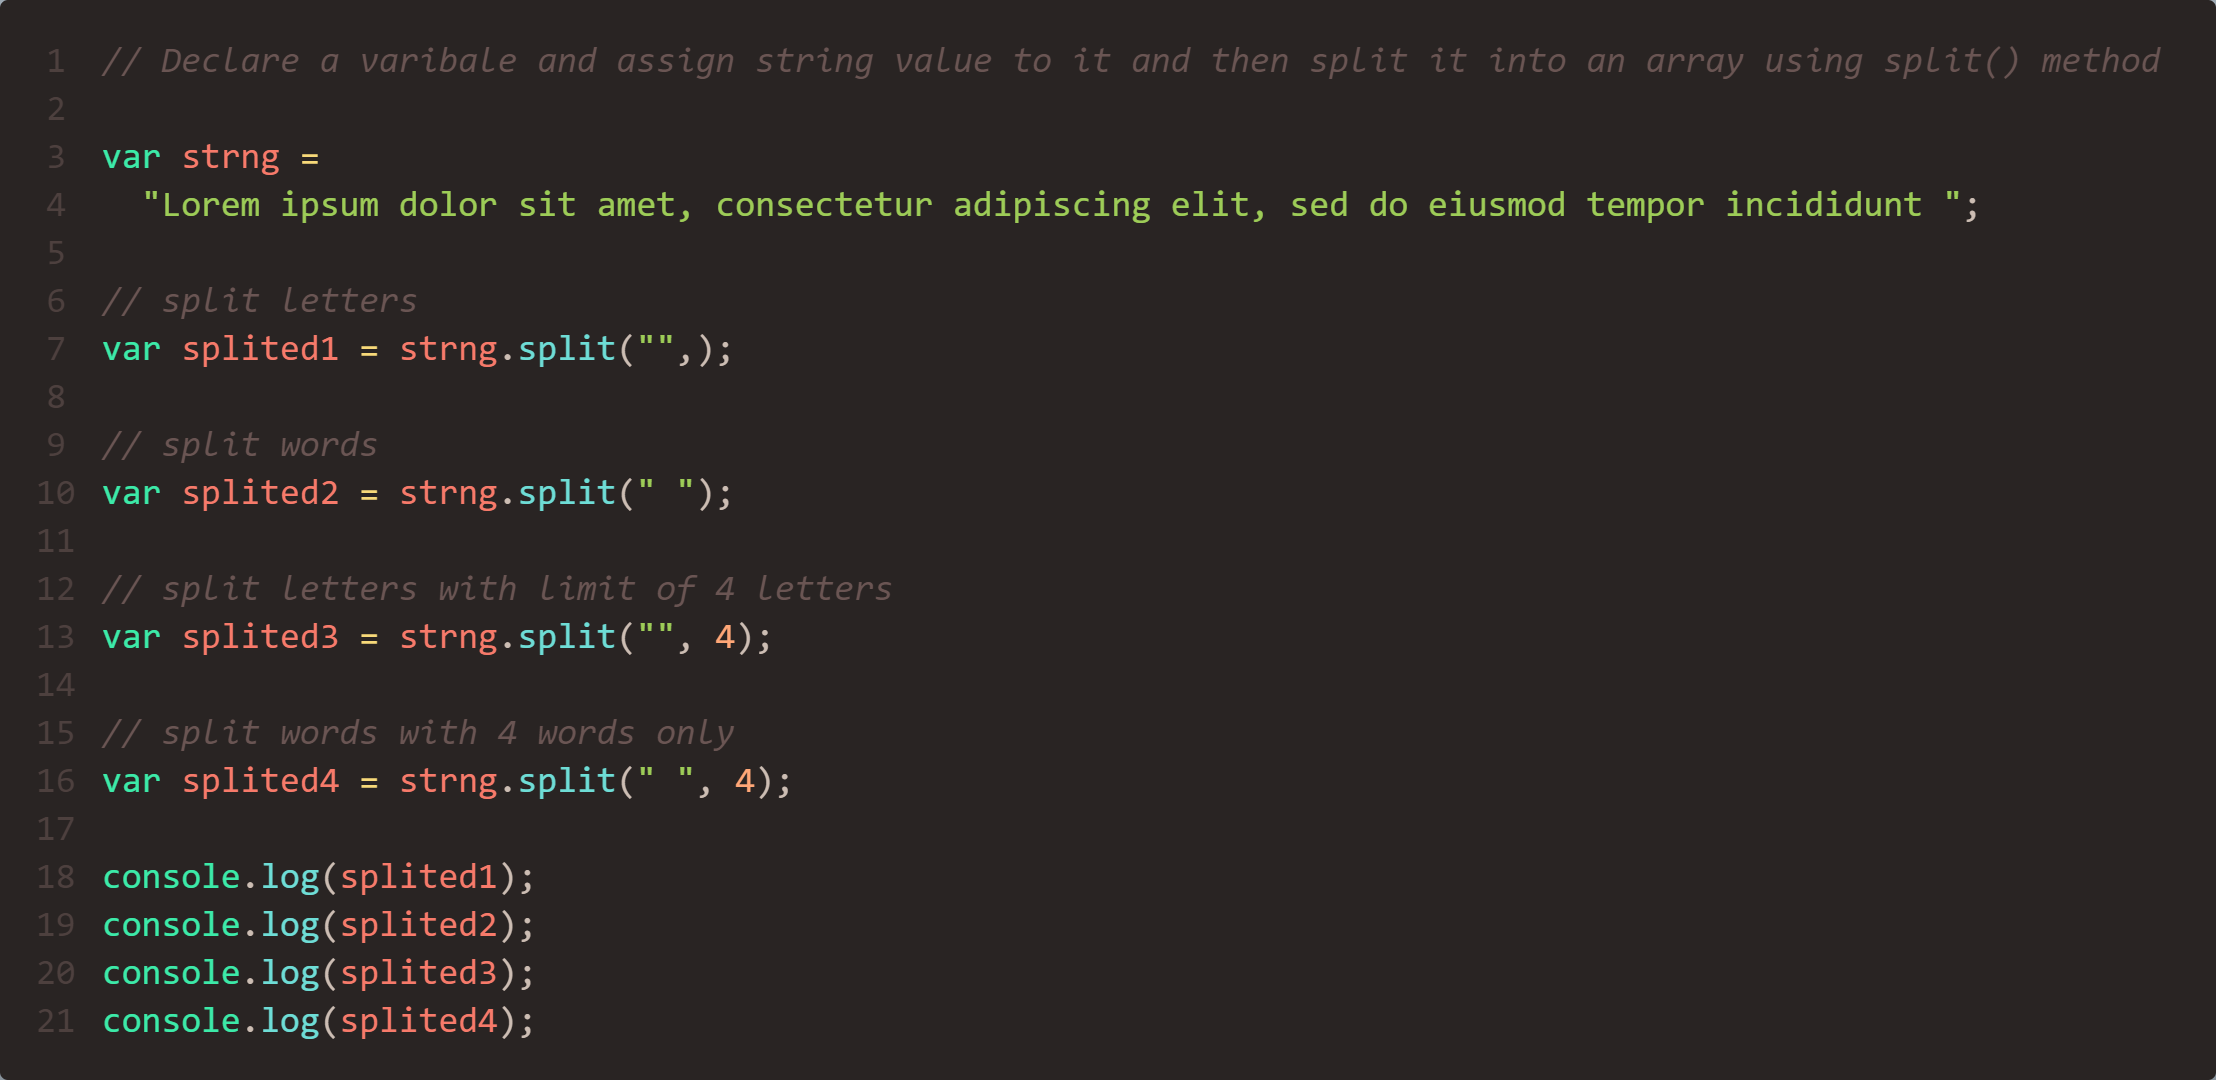 1 // Declare a varibale and assign string value to it and then split it into an array using split() method
2
3 var strng =
4   "Lorem ipsum dolor sit amet, consectetur adipiscing elit, sed do eiusmod tempor incididunt ";
5
6 // split letters
7 var splited1 = strng.split("",);
8
9 // split words
10 var splited2 = strng.split(" ");
11
12 // split letters with limit of 4 letters
13 var splited3 = strng.split("", 4);
14
15 // split words with 4 words only
16 var splited4 = strng.split(" ", 4);
17
18 console.log(splited1);
19 console.log(splited2);
20 console.log(splited3);
21 console.log(splited4);